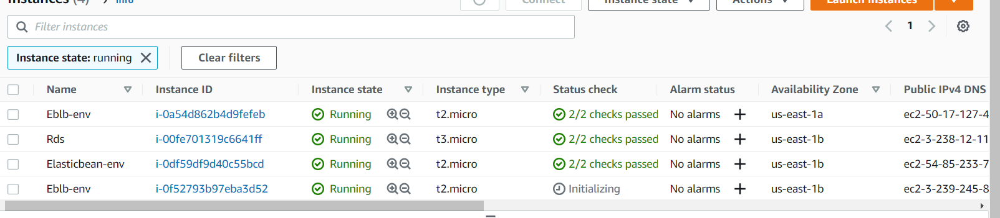 Instances (4) Info Connect Instance state Actions Launch instances
Filter instances 1
Instance state: running Clear filters
Name Instance ID Instance state Instance type Status check Alarm status Availability Zone Public IPv4 DNS
Eblb-env i-0a54d862b4d9fefeb Running t2.micro 2/2 checks passed No alarms us-east-1a ec2-50-17-127-4
Rds i-00fe701319c6641ff Running t3.micro 2/2 checks passed No alarms us-east-1b ec2-3-238-12-11
Elasticbean-env i-0df59df9d40c55bcd Running t2.micro 2/2 checks passed No alarms us-east-1b ec2-54-85-233-7
Eblb-env i-0f52793b97eba3d52 Running t2.micro Initializing No alarms us-east-1b ec2-3-239-245-8